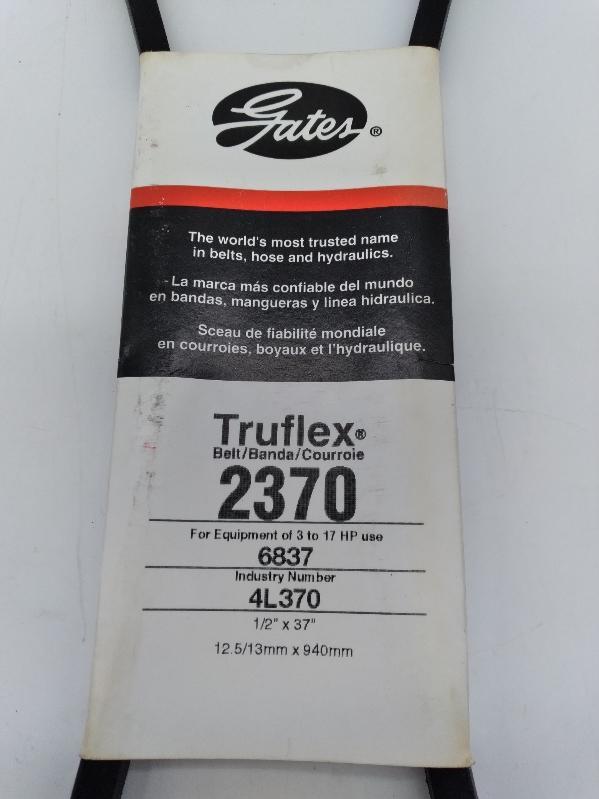 Gates®
The world's most trusted name
in belts, hose and hydraulics.
La marca más confiable del mundo
en bandas, mangueras y linea hidraulica.
Sceau de fiabilité mondiale
en courroies, boyaux et l'hydraulique.
Truflex®
Belt/Banda/Courroie
2370
For Equipment of 3 to 17 HP use
6837
Industry Number
4L370
1/2" x 37"
12.5/13mm x 940mm